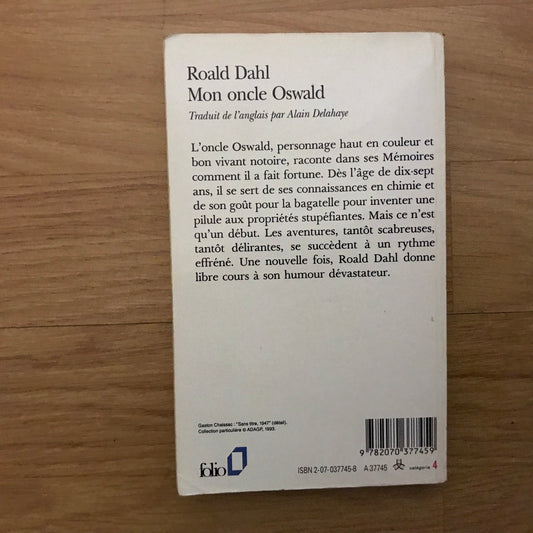 Roald Dahl
Mon oncle Oswald
Traduit de l'anglais par Alain Delahaye
L'oncle Oswald, personnage haut en couleur et
bon vivant notoire, raconte dans ses Mémoires
comment il a fait fortune. Dès l'âge de dix-sept
ans, il se sert de ses connaissances en chimie et
de son goût pour la bagatelle pour inventer une
pilule aux propriétés stupéfiantes. Mais ce n'est
qu'un début. Les aventures, tantôt scabreuses,
tantôt délirantes, se succèdent à un rythme
effréné. Une nouvelle fois, Roald Dahl donne
libre cours à son humour dévastateur.
Gaston Chaissac : "Sans titre, 1947" (détail).
Collection particulière © ADAGP, 1993.
folio
9 782070 377459
ISBN 2-07-037745-8 A 37745 catégorie 4